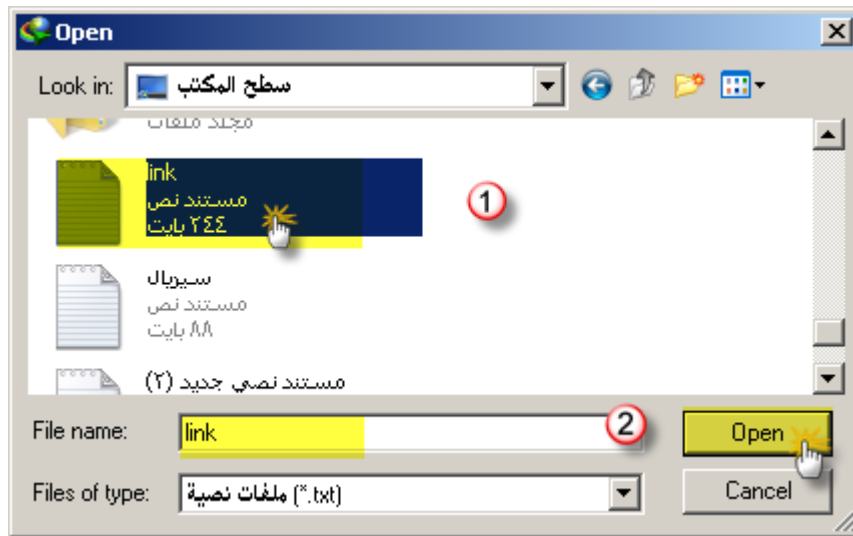 Open
Look in: سطح المكتب
مجلد ملفات
link
مستند نص
٢٤٤ بايت
1
سيريال
مستند نص
٨٨ بايت
مستند نصي جديد (٢)
File name: link
2
Open
Files of type: ملفات نصية (*.txt)
Cancel